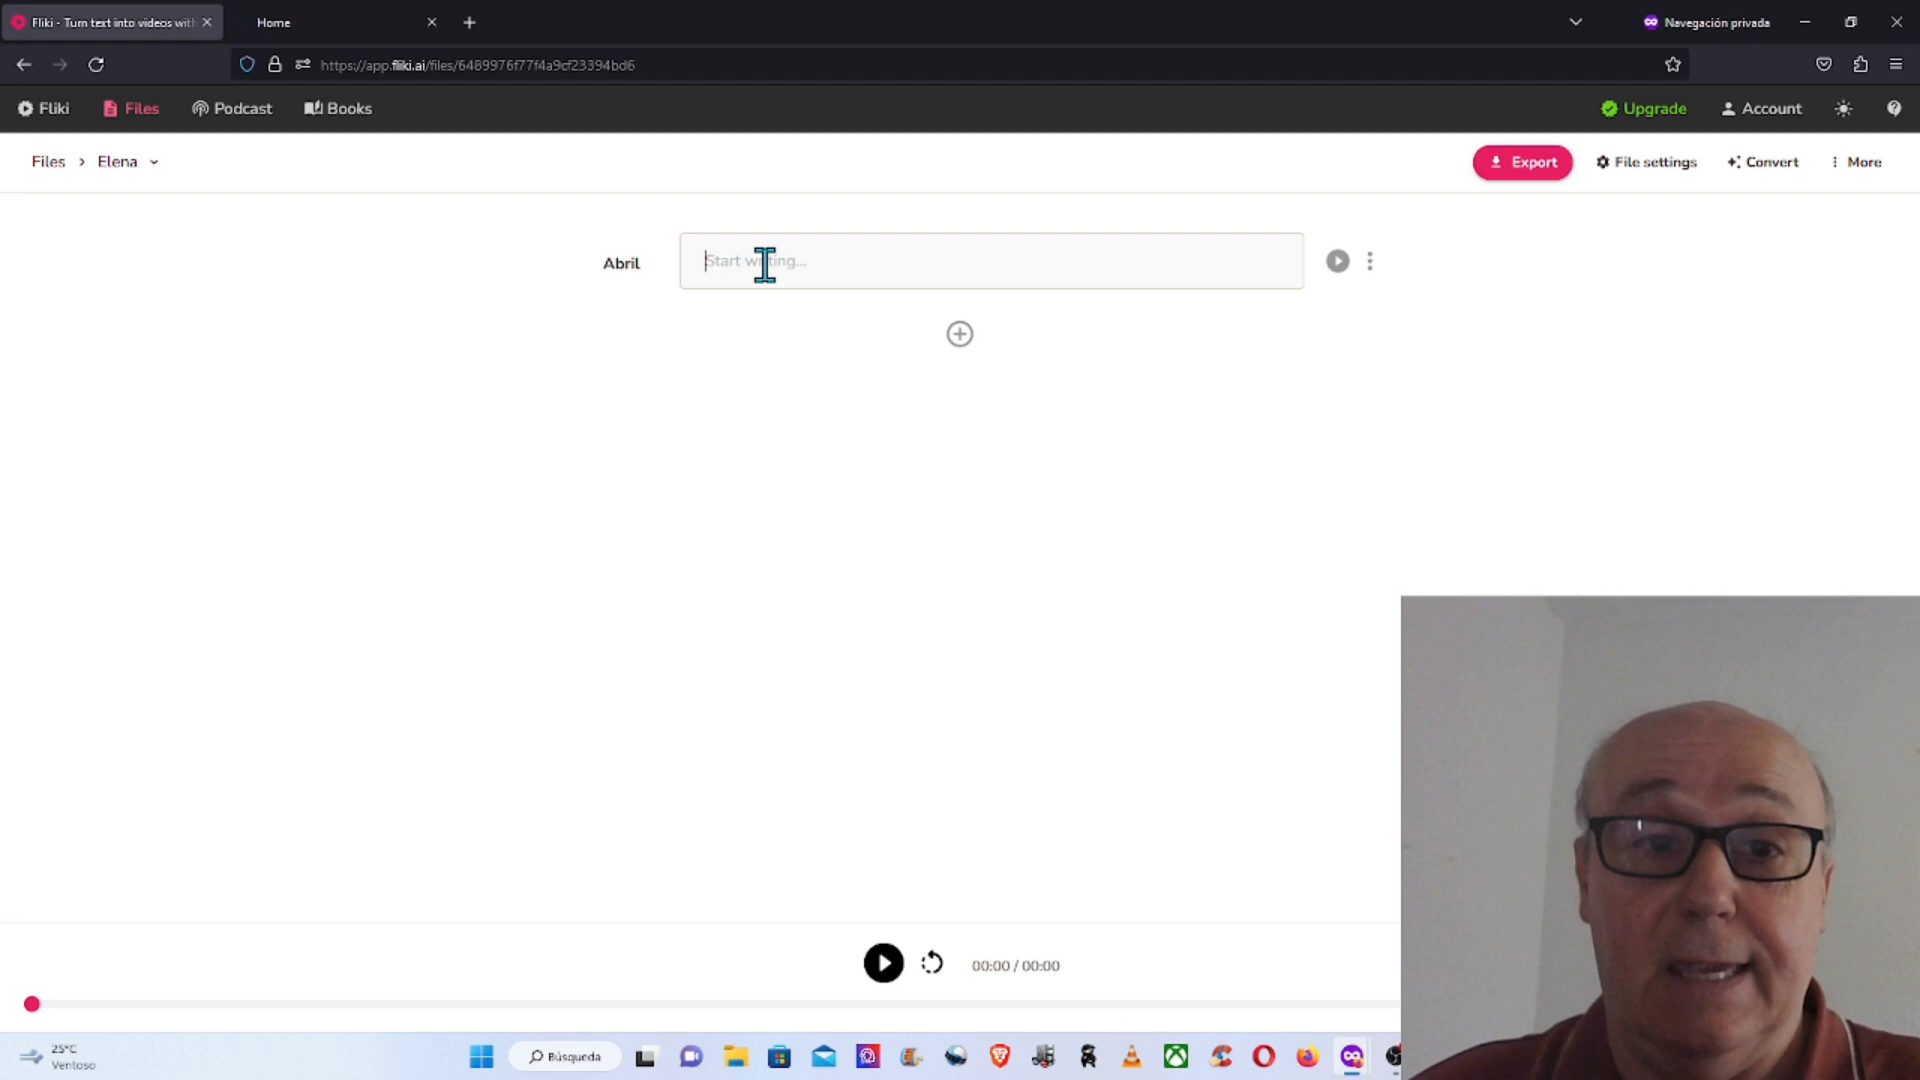 Fliki - Turn text into videos with
Home
Navegación privada
https://app.fliki.ai/files/6489976f77f4a9cf23394bd6
Fliki
Files
Podcast
Books
Upgrade
Account
Files > Elena
Export
File settings
Convert
More
Abril
Start writing...
00:00 / 00:00
25°C
Ventoso
Búsqueda